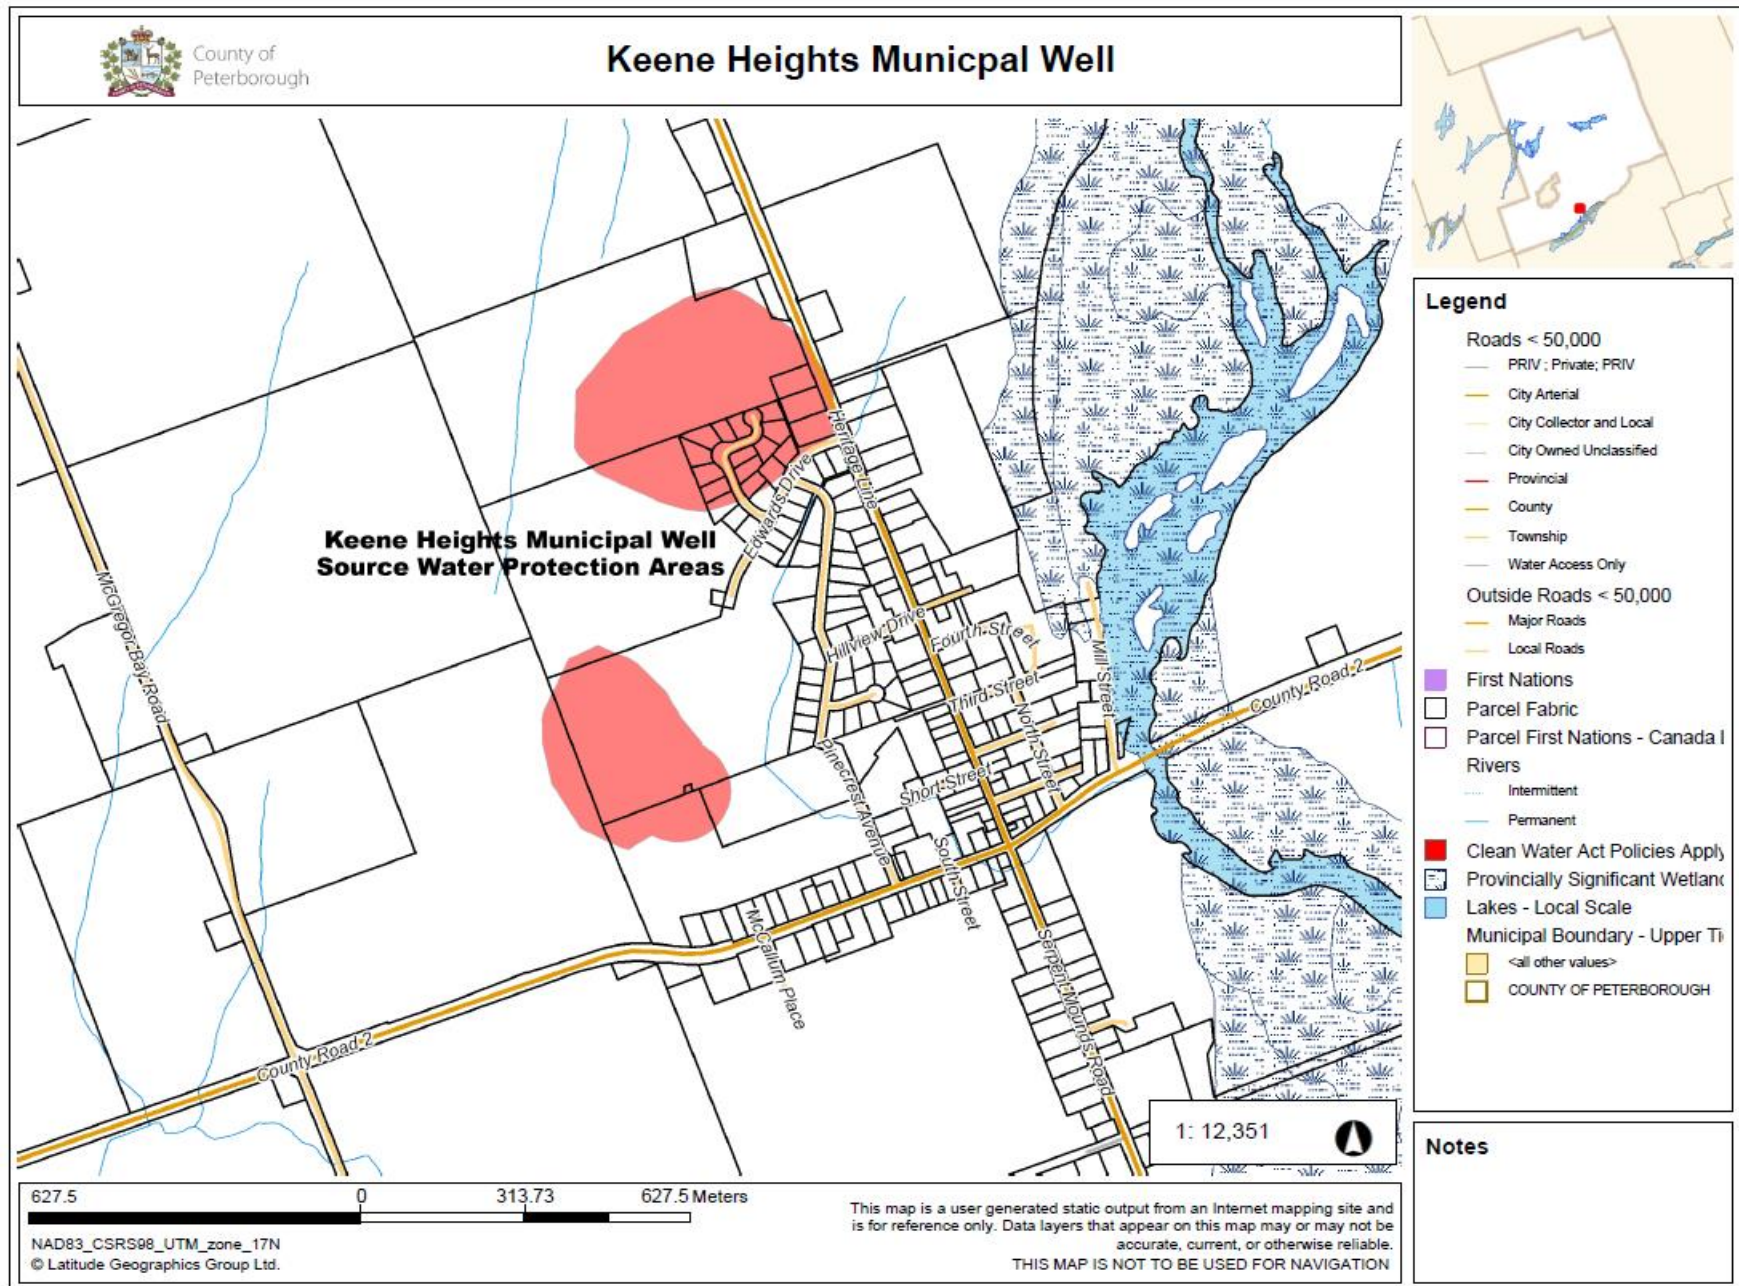 County of
Peterborough
Keene Heights Municpal Well
Heritage Line
Edwards Drive
Keene Heights Municipal Well
Source Water Protection Areas
McGregor Bay Road
Hillview Drive
Fourth Street
Mill Street
Third Street
North Street
County Road 2
Pinecrest Avenue
Short Street
South Street
McCallum Place
Serpent Mounds Road
County Road 2
1: 12,351
Legend
Roads < 50,000
PRIV ; Private; PRIV
City Arterial
City Collector and Local
City Owned Unclassified
Provincial
County
Township
Water Access Only
Outside Roads < 50,000
Major Roads
Local Roads
First Nations
Parcel Fabric
Parcel First Nations - Canada
Rivers
Intermittent
Permanent
Clean Water Act Policies Apply
Provincially Significant Wetland
Lakes - Local Scale
Municipal Boundary - Upper Ti
<all other values>
COUNTY OF PETERBOROUGH
Notes
627.5 0 313.73 627.5 Meters
NAD83_CSRS98_UTM_zone_17N
© Latitude Geographics Group Ltd.
This map is a user generated static output from an Internet mapping site and
is for reference only. Data layers that appear on this map may or may not be
accurate, current, or otherwise reliable.
THIS MAP IS NOT TO BE USED FOR NAVIGATION